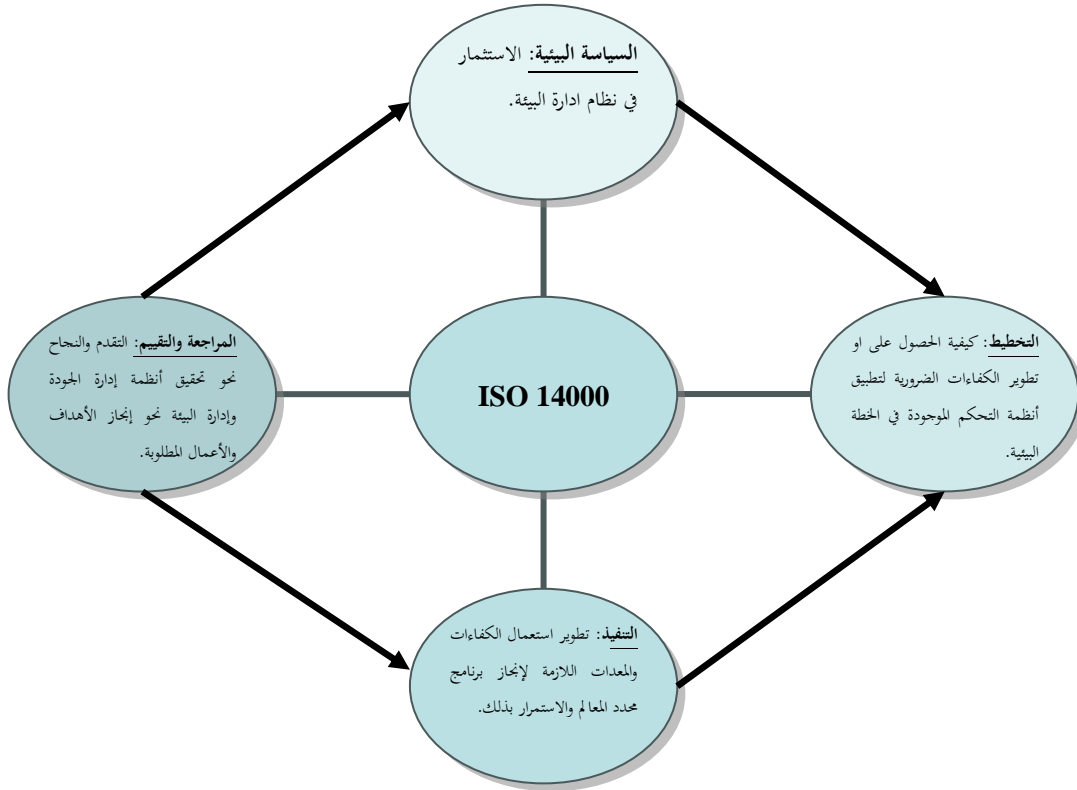 السياسة البيئية: الاستثمار
في نظام ادارة البيئة.
التخطيط: كيفية الحصول على او
تطوير الكفاءات الضرورية لتطبيق
أنظمة التحكم الموجودة في الخطة
البيئية.
ISO 14000
المراجعة والتقييم: التقدم والنجاح
نحو تحقيق أنظمة إدارة الجودة
وإدارة البيئة نحو إنجاز الأهداف
والأعمال المطلوبة.
التنفيذ: تطوير استعمال الكفاءات
والمعدات اللازمة لإنجاز برنامج
محدد المعالم والاستمرار بذلك.